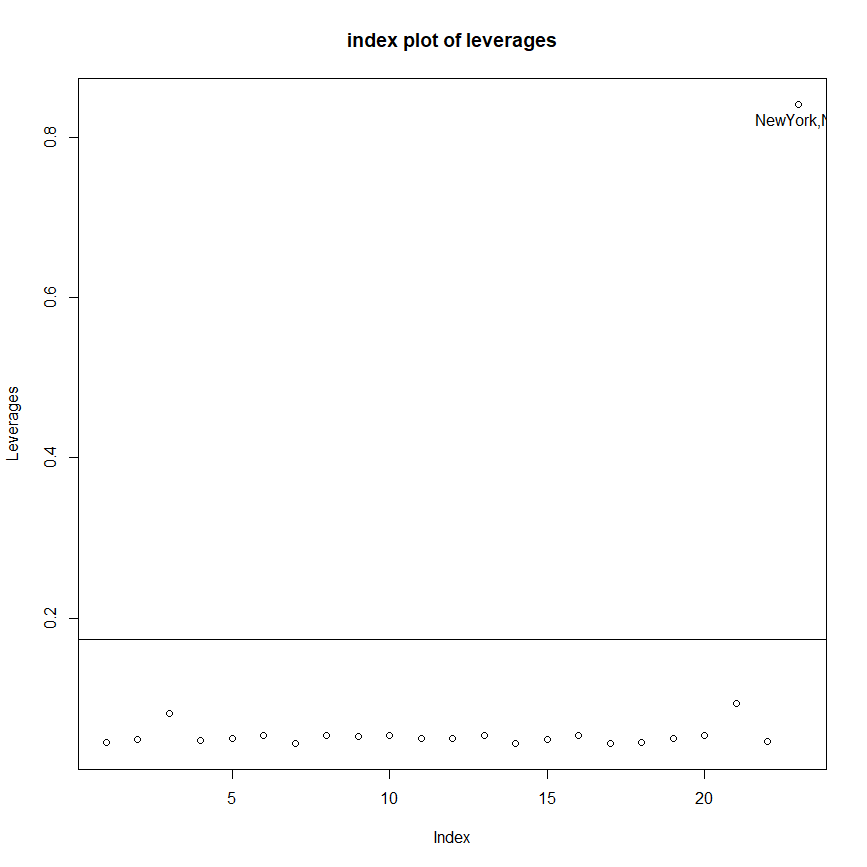 index plot of leverages
NewYork,N
0.8
0.6
0.4
0.2
Leverages
5 10 15 20
Index